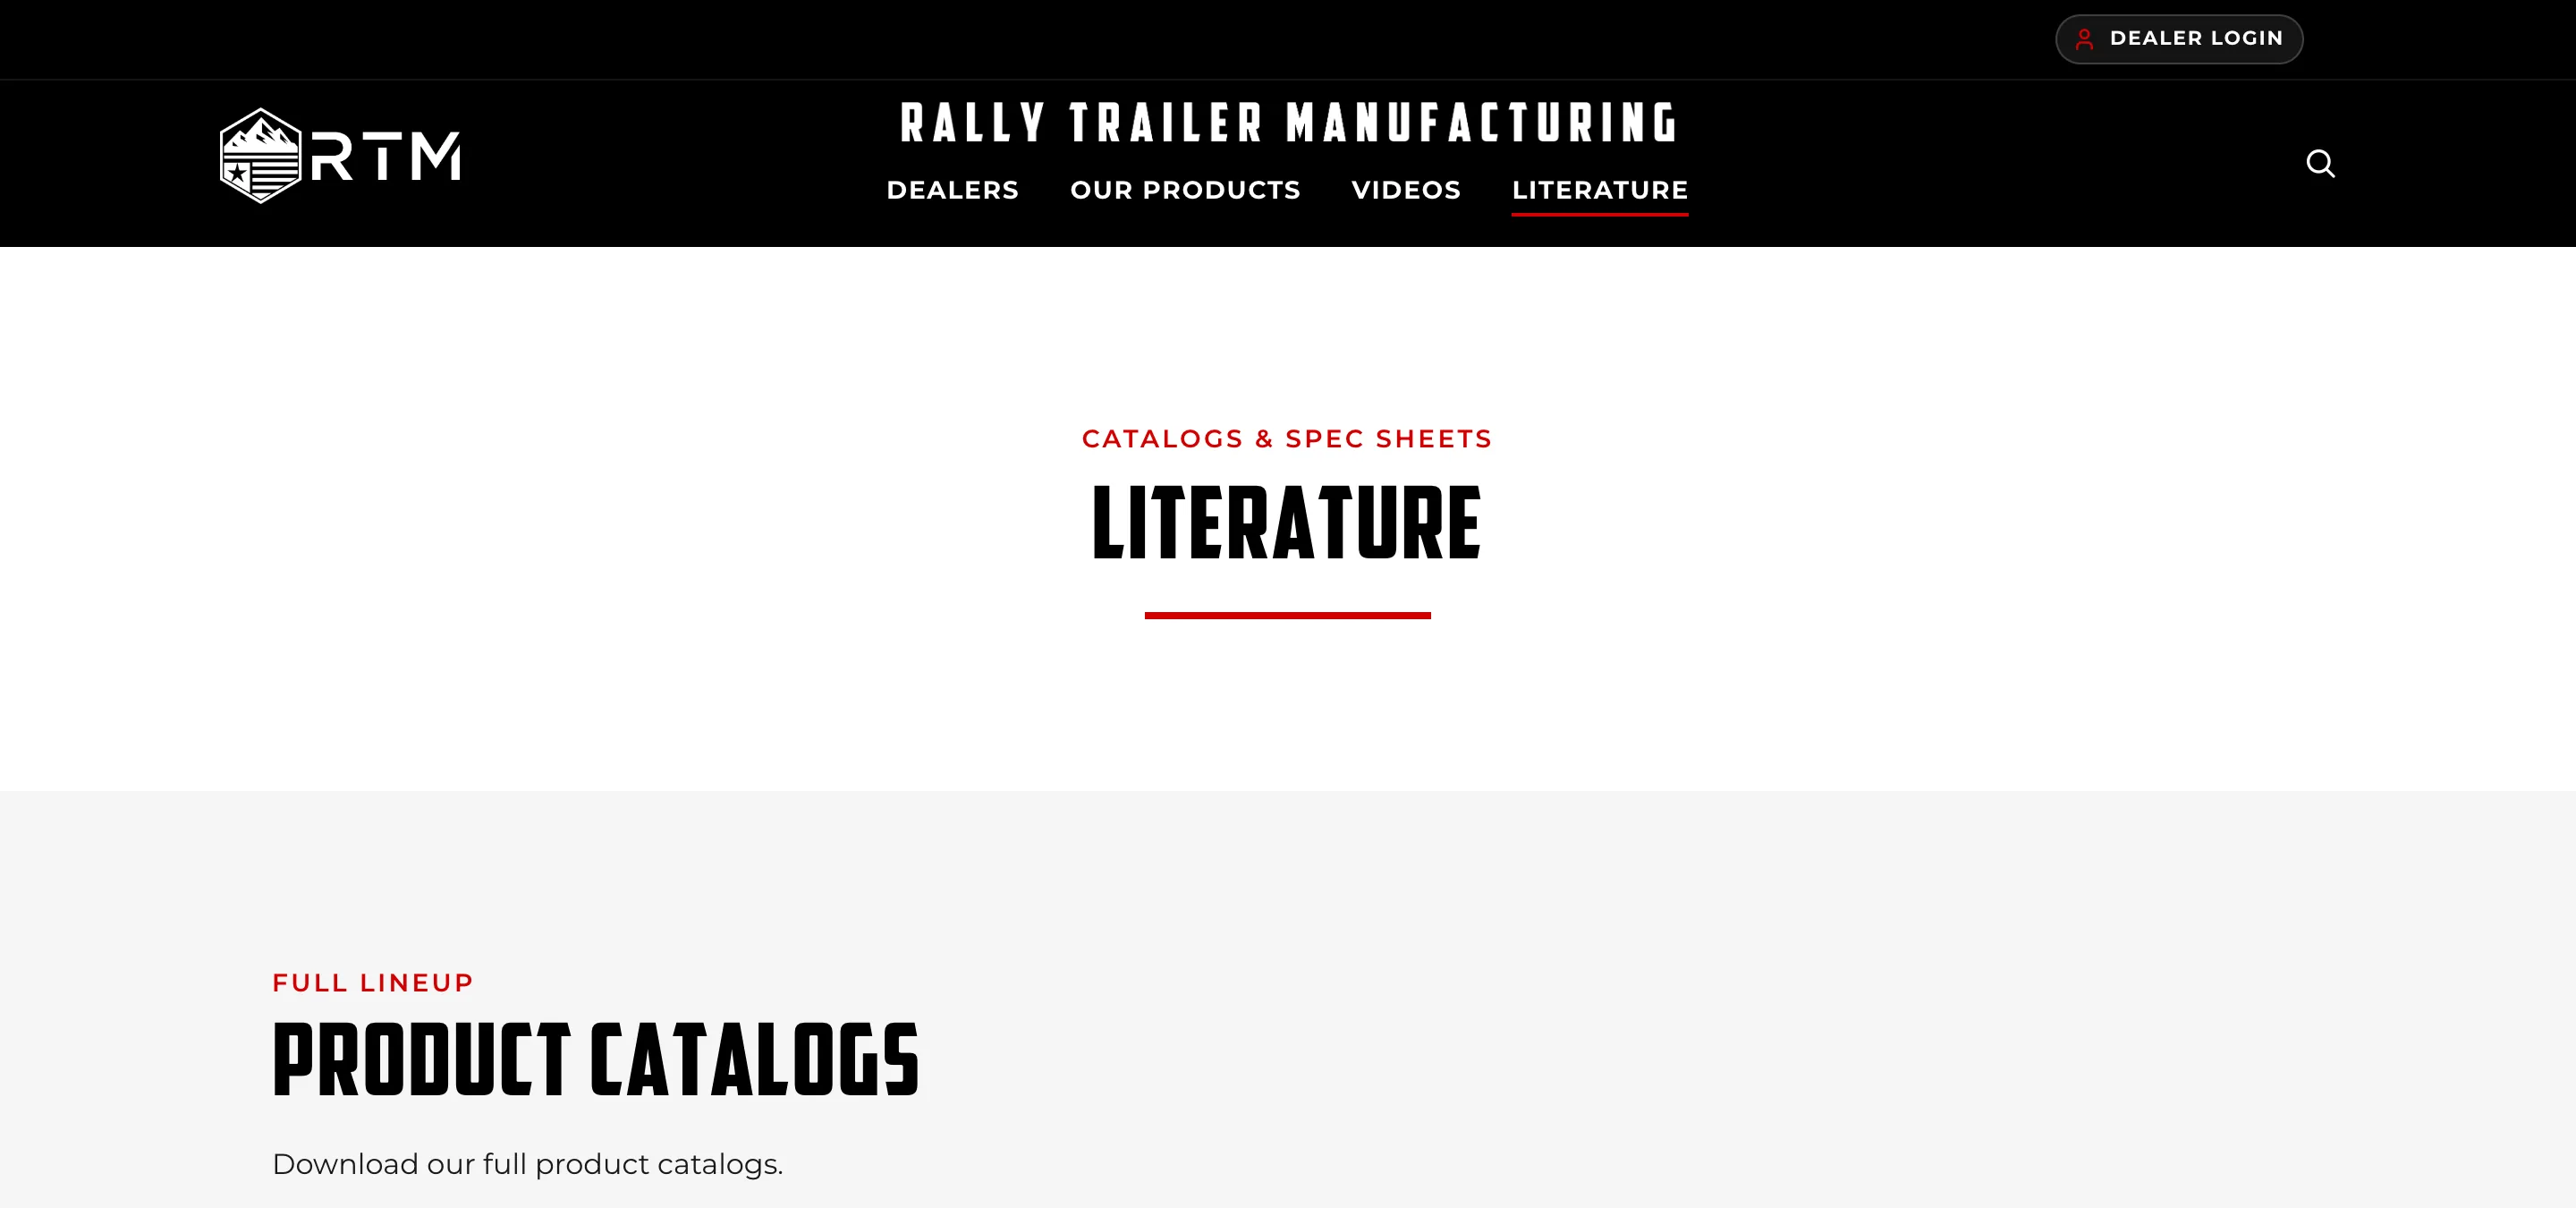 DEALER LOGIN
RTM
RALLY TRAILER MANUFACTURING
DEALERS OUR PRODUCTS VIDEOS LITERATURE
CATALOGS & SPEC SHEETS
LITERATURE
FULL LINEUP
PRODUCT CATALOGS
Download our full product catalogs.